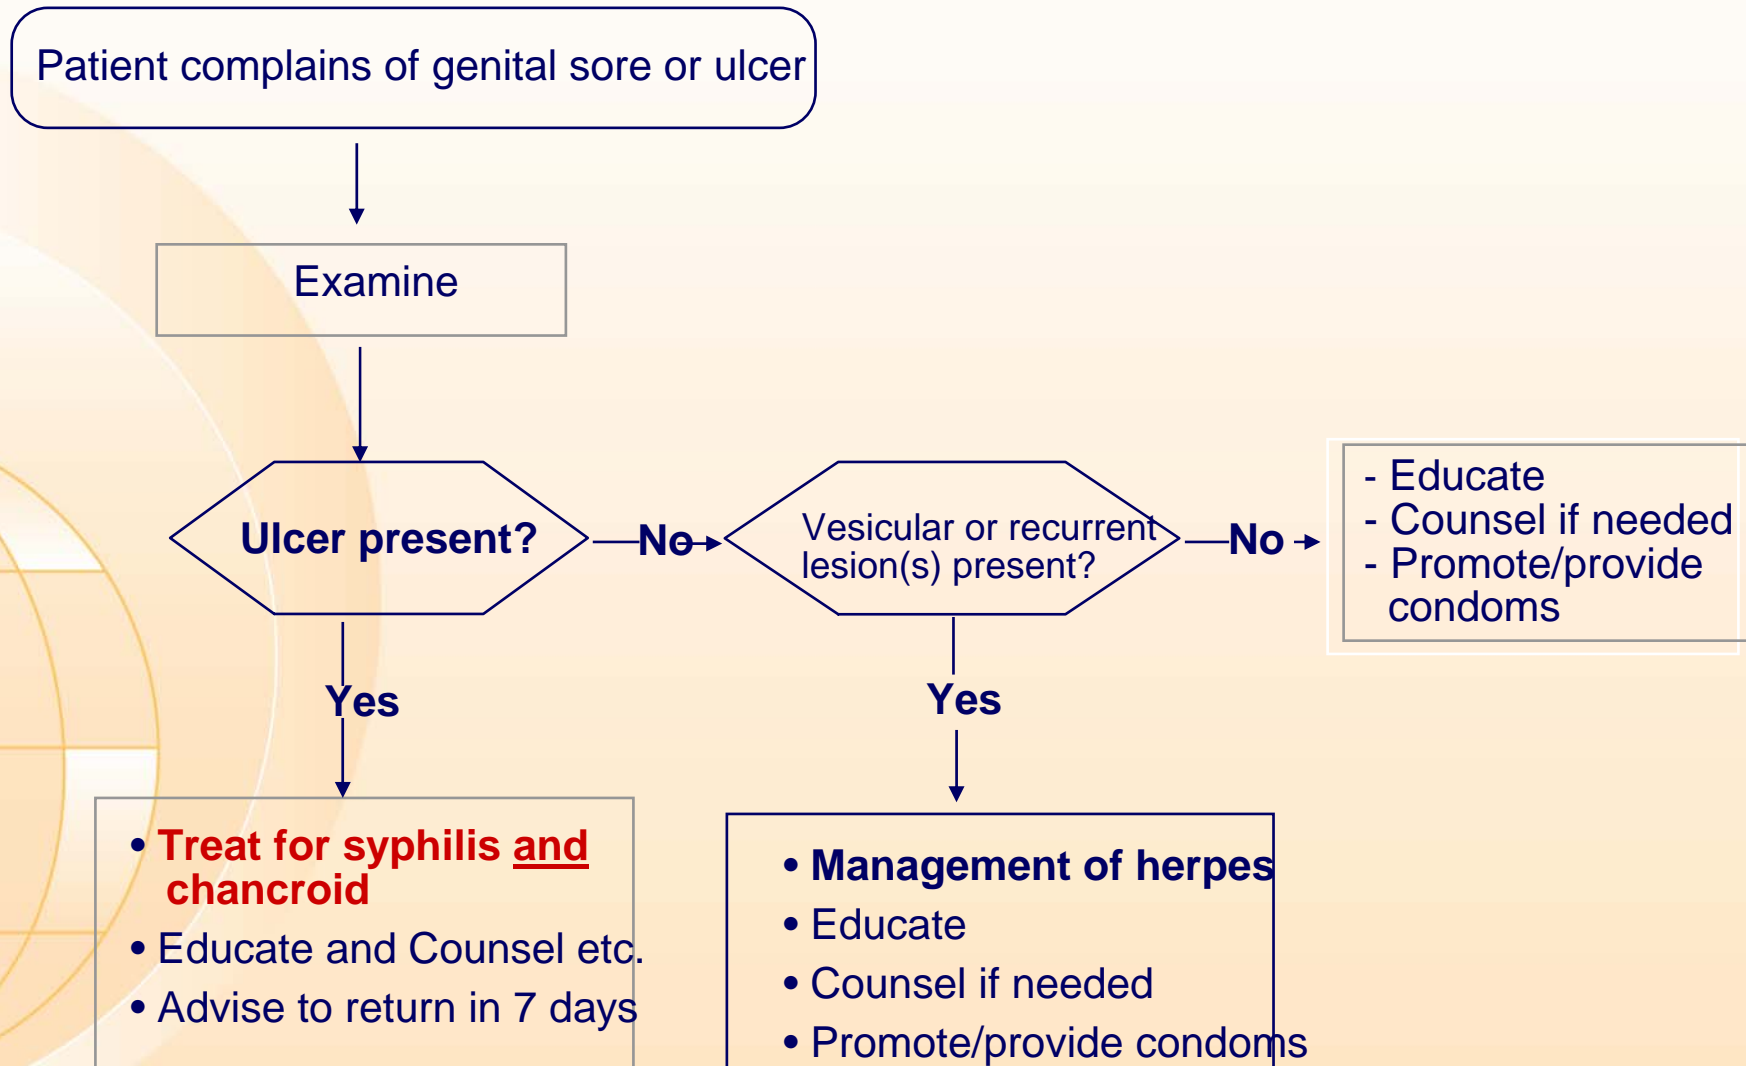 Patient complains of genital sore or ulcer
Examine
Ulcer present?
No
Vesicular or recurrent
lesion(s) present?
No
- Educate
- Counsel if needed
- Promote/provide
condoms
Yes
Yes
• Treat for syphilis and
chancroid
• Educate and Counsel etc.
• Advise to return in 7 days
• Management of herpes
• Educate
• Counsel if needed
• Promote/provide condoms